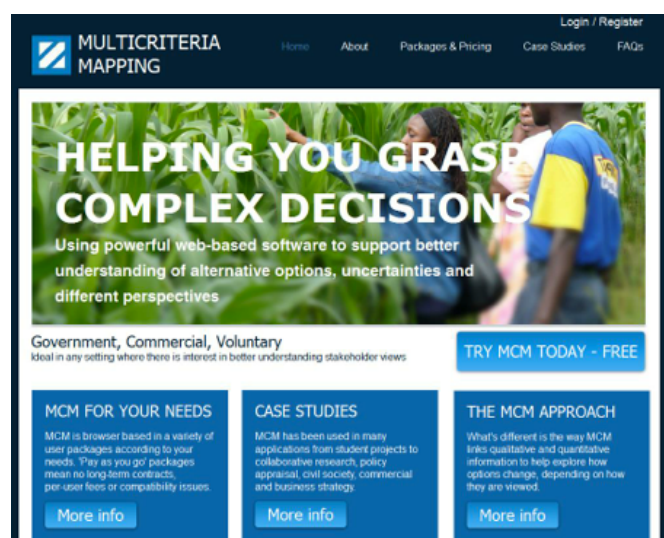 Login / Register
MULTICRITERIA
MAPPING
Home About Packages & Pricing Case Studies FAQs
HELPING YOU GRASP
COMPLEX DECISIONS
Using powerful web-based software to support better
understanding of alternative options, uncertainties and
different perspectives
Government, Commercial, Voluntary
Ideal in any setting where there is interest in better understanding stakeholder views
TRY MCM TODAY - FREE
MCM FOR YOUR NEEDS
MCM is browser based in a variety of
user packages according to your
needs. 'Pay as you go' packages
mean no long-term contracts,
per-user fees or compatibility issues.
More info
CASE STUDIES
MCM has been used in many
applications from student projects to
collaborative research, policy
appraisal, civil society, commercial
and business strategy.
More info
THE MCM APPROACH
What's different is the way MCM
links qualitative and quantitative
information to help explore how
options change, depending on how
they are viewed.
More info